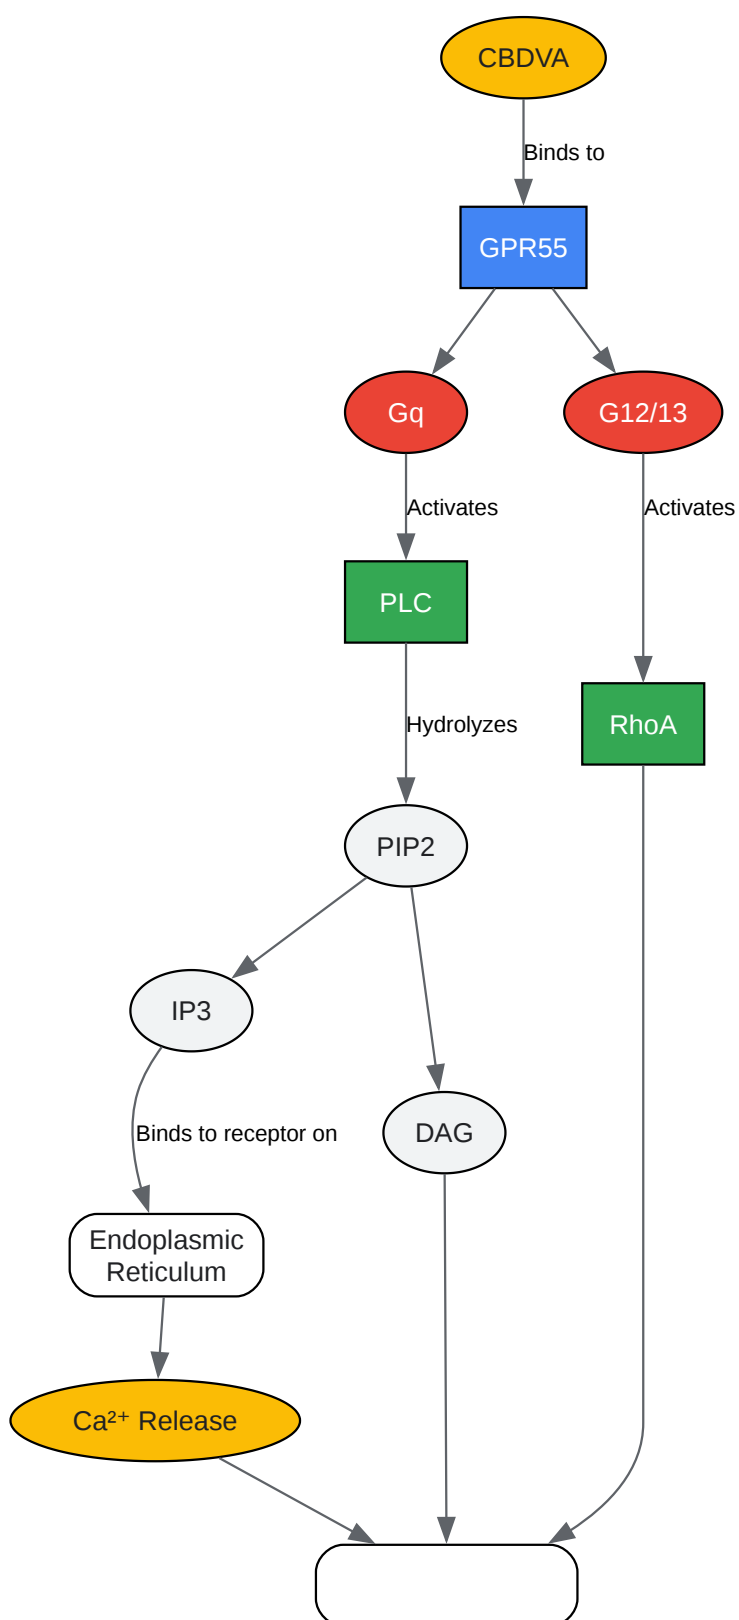 CBDVA
Binds to
GPR55
Gq
G12/13
Activates
Activates
PLC
RhoA
Hydrolyzes
PIP2
IP3
DAG
Binds to receptor on
Endoplasmic
Reticulum
Ca²⁺ Release